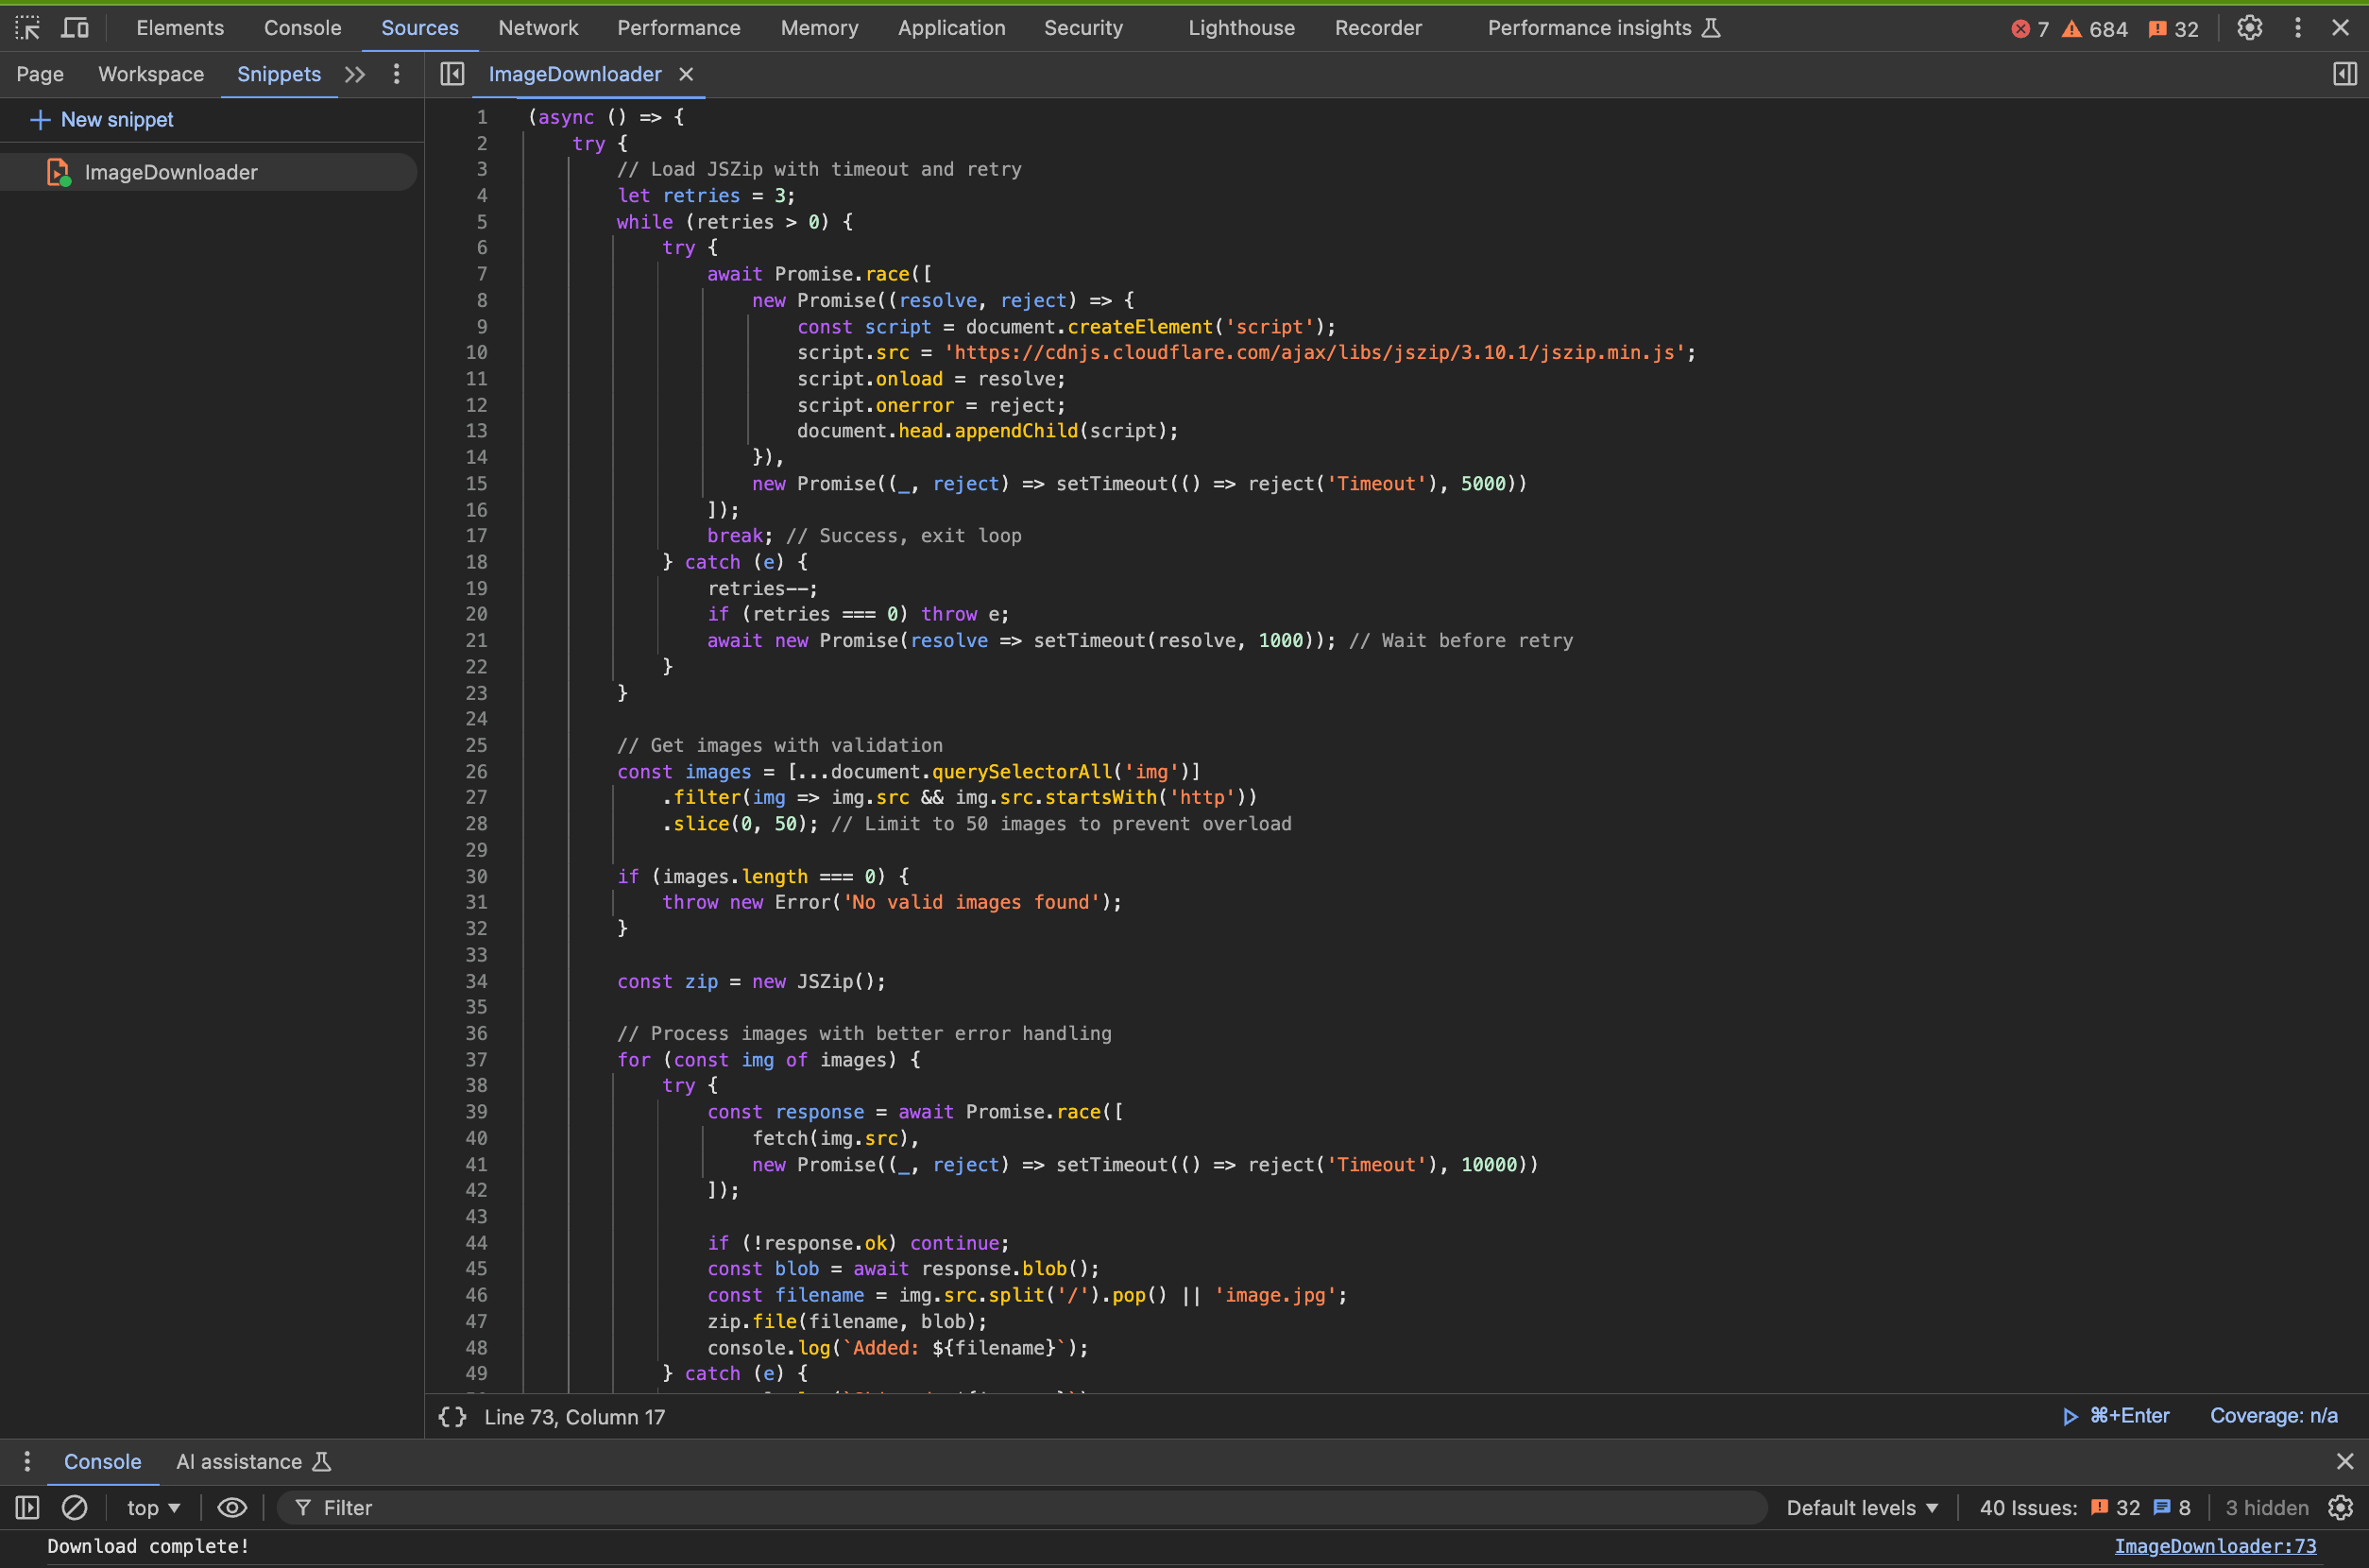 Elements Console Sources Network Performance Memory Application Security Lighthouse Recorder Performance insights 7 684 32
Page Workspace Snippets ImageDownloader
New snippet
ImageDownloader
1 (async () => {
2 try {
3 // Load JSZip with timeout and retry
4 let retries = 3;
5 while (retries > 0) {
6 try {
7 await Promise.race([
8 new Promise((resolve, reject) => {
9 const script = document.createElement('script');
10 script.src = 'https://cdnjs.cloudflare.com/ajax/libs/jszip/3.10.1/jszip.min.js';
11 script.onload = resolve;
12 script.onerror = reject;
13 document.head.appendChild(script);
14 }),
15 new Promise((_, reject) => setTimeout(() => reject('Timeout'), 5000))
16 ]);
17 break; // Success, exit loop
18 } catch (e) {
19 retries--;
20 if (retries === 0) throw e;
21 await new Promise(resolve => setTimeout(resolve, 1000)); // Wait before retry
22 }
23 }
24
25 // Get images with validation
26 const images = [...document.querySelectorAll('img')]
27 .filter(img => img.src && img.src.startsWith('http'))
28 .slice(0, 50); // Limit to 50 images to prevent overload
29
30 if (images.length === 0) {
31 throw new Error('No valid images found');
32 }
33
34 const zip = new JSZip();
35
36 // Process images with better error handling
37 for (const img of images) {
38 try {
39 const response = await Promise.race([
40 fetch(img.src),
41 new Promise((_, reject) => setTimeout(() => reject('Timeout'), 10000))
42 ]);
43
44 if (!response.ok) continue;
45 const blob = await response.blob();
46 const filename = img.src.split('/').pop() || 'image.jpg';
47 zip.file(filename, blob);
48 console.log(`Added: ${filename}`);
49 } catch (e) {
{} Line 73, Column 17 ⌘+Enter Coverage: n/a
Console AI assistance
top Filter Default levels 40 Issues: 32 8 3 hidden
Download complete! ImageDownloader:73